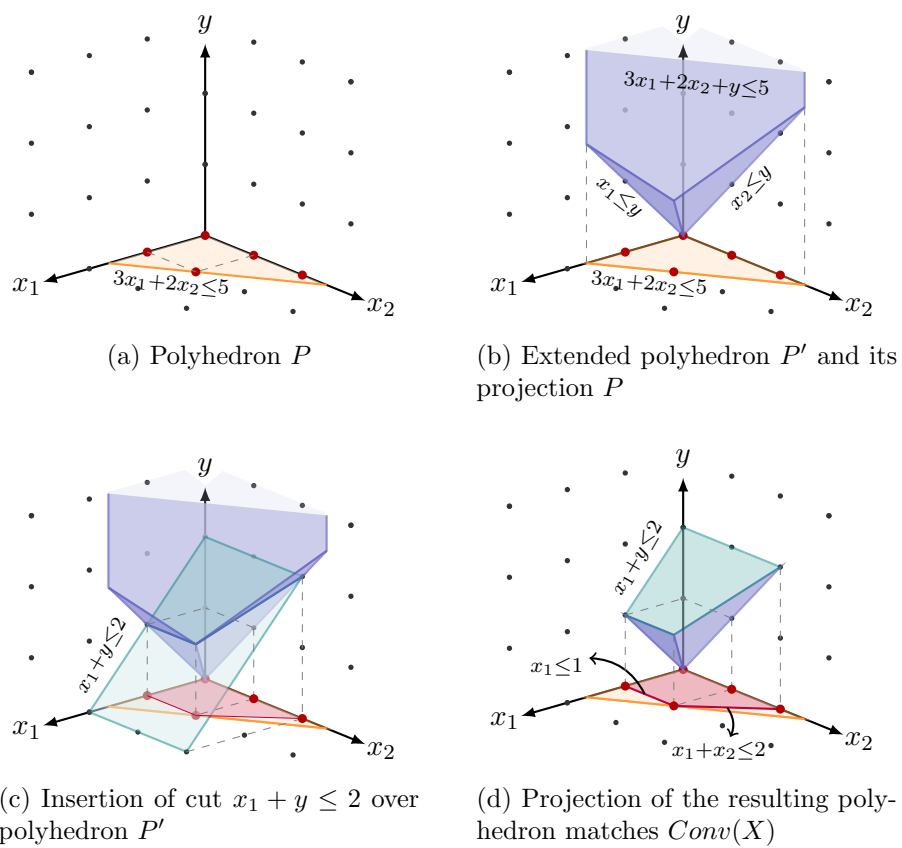 y
x₁
x₂
3x₁+2x₂≤5
(a) Polyhedron P
y
3x₁+2x₂+y≤5
x₁≤y
x₂≤y
x₁
x₂
3x₁+2x₂≤5
(b) Extended polyhedron P′ and its
projection P
y
x₁+y≤2
x₁
x₂
(c) Insertion of cut x₁ + y ≤ 2 over
polyhedron P′
y
x₁+y≤2
x₁≤1
x₁
x₂
x₁+x₂≤2
(d) Projection of the resulting poly-
hedron matches Conv(X)